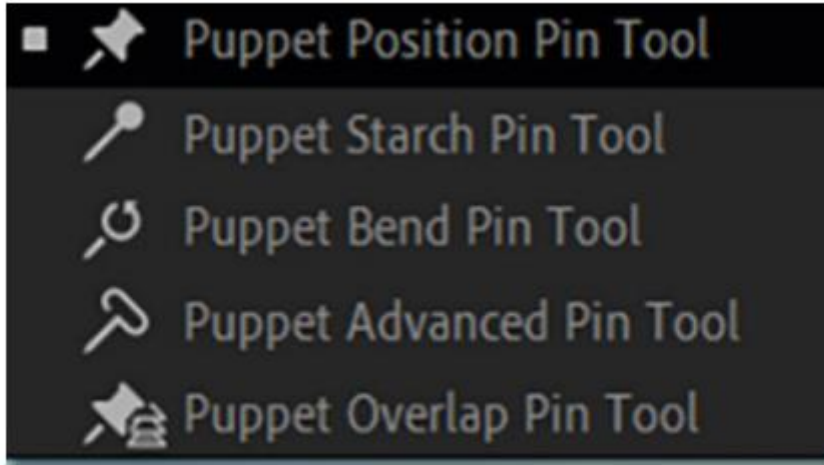 Puppet Position Pin Tool
Puppet Starch Pin Tool
Puppet Bend Pin Tool
Puppet Advanced Pin Tool
Puppet Overlap Pin Tool